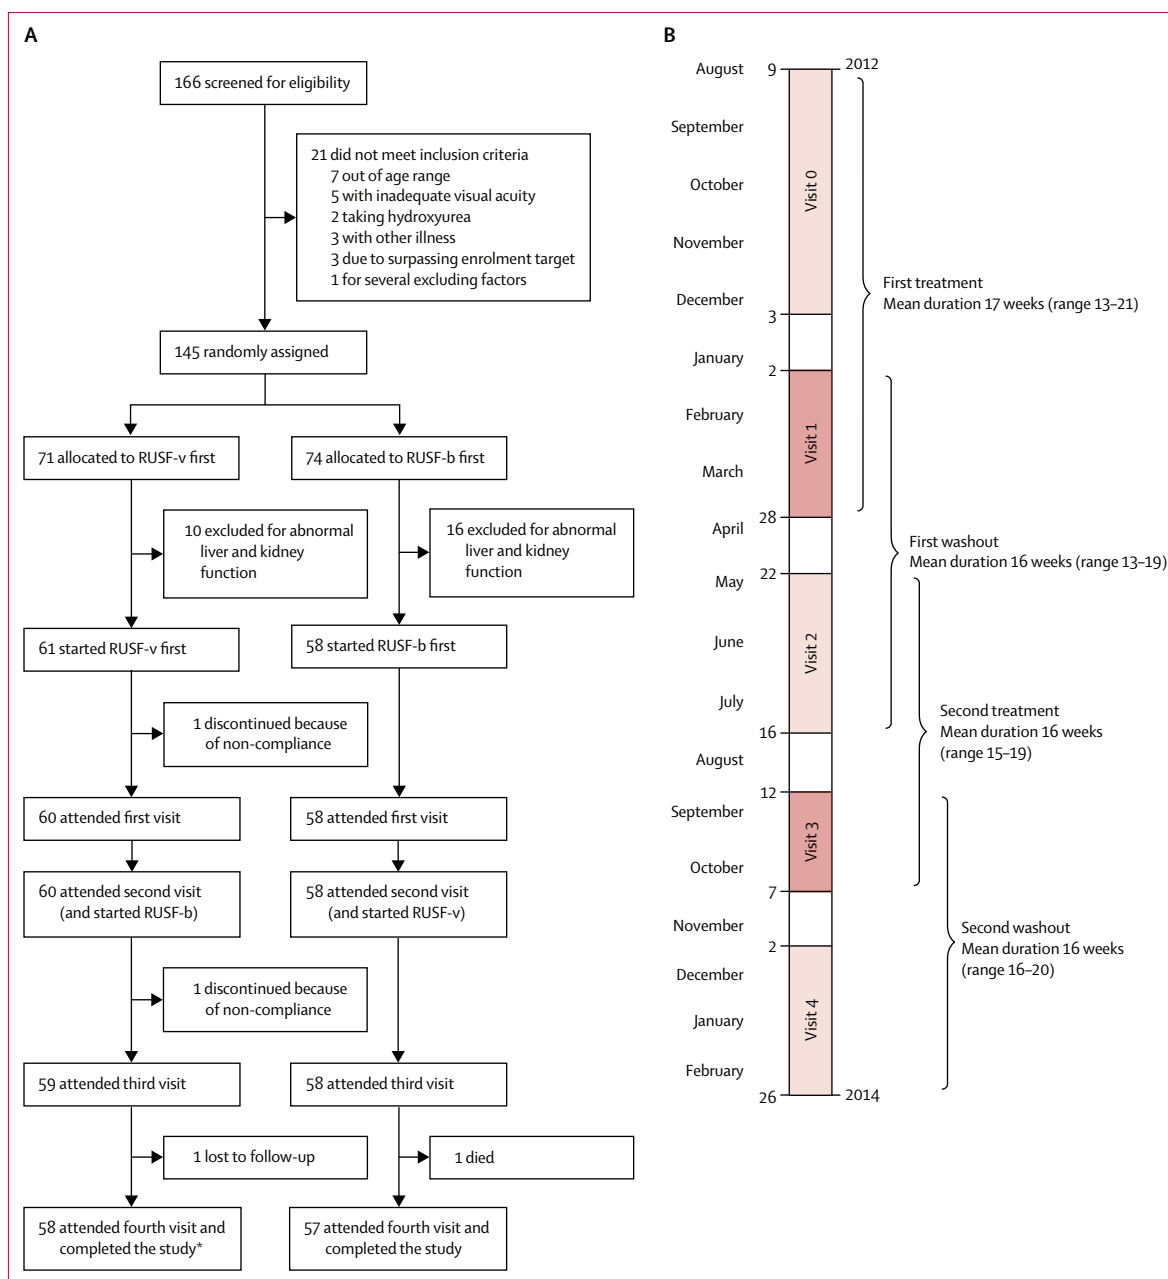 A
166 screened for eligibility
21 did not meet inclusion criteria
7 out of age range
5 with inadequate visual acuity
2 taking hydroxyurea
3 with other illness
3 due to surpassing enrolment target
1 for several excluding factors
145 randomly assigned
71 allocated to RUSF-v first
74 allocated to RUSF-b first
10 excluded for abnormal
liver and kidney
function
16 excluded for abnormal
liver and kidney
function
61 started RUSF-v first
58 started RUSF-b first
1 discontinued because
of non-compliance
60 attended first visit
58 attended first visit
60 attended second visit
(and started RUSF-b)
58 attended second visit
(and started RUSF-v)
1 discontinued because
of non-compliance
59 attended third visit
58 attended third visit
1 lost to follow-up
1 died
58 attended fourth visit and
completed the study*
57 attended fourth visit and
completed the study
B
August 9 2012
September
October
November
December
3
January
2
February
March
28
April
22
May
June
July
16
August
12
September
October
7
November
2
December
January
February
26 2014
Visit 0
Visit 1
Visit 2
Visit 3
Visit 4
First treatment
Mean duration 17 weeks (range 13–21)
First washout
Mean duration 16 weeks (range 13–19)
Second treatment
Mean duration 16 weeks
(range 15–19)
Second washout
Mean duration 16 weeks
(range 16–20)